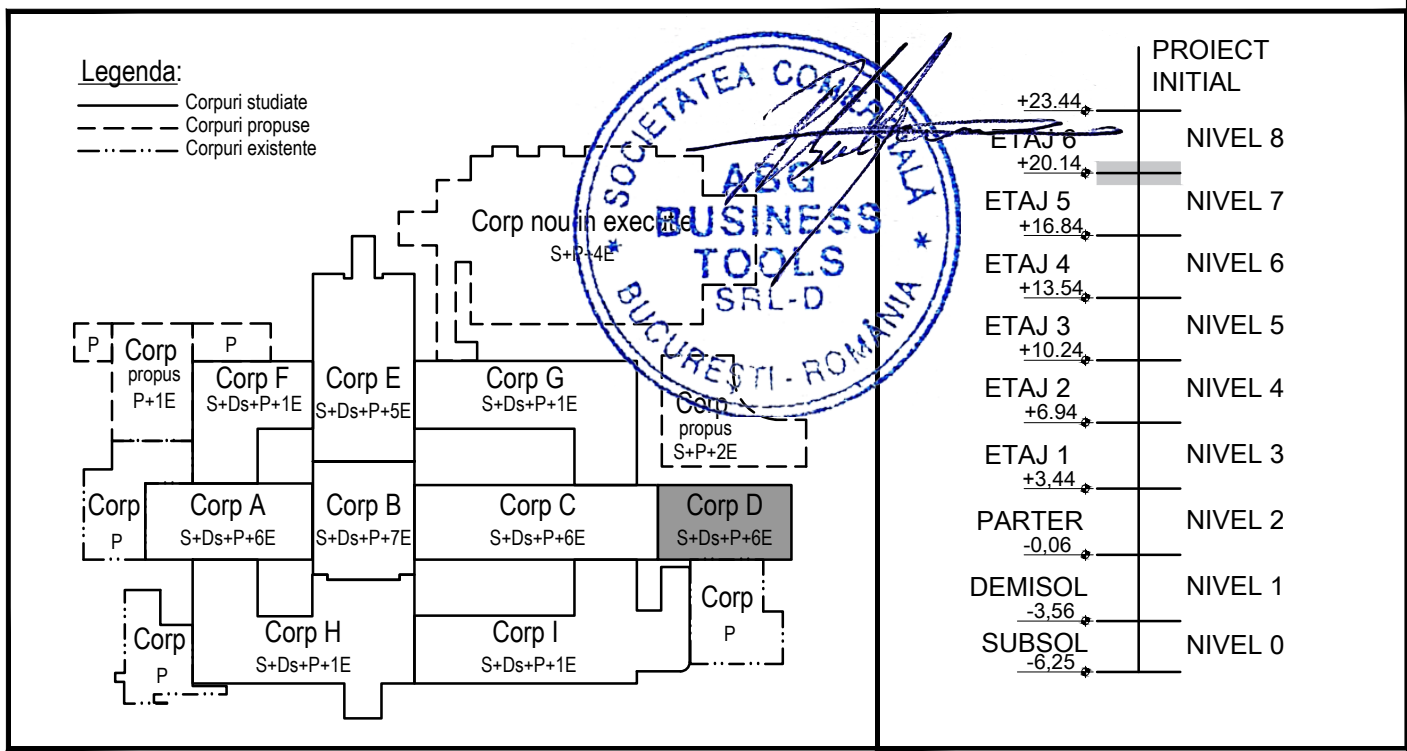 Legenda:
Corpuri studiate
Corpuri propuse
Corpuri existente
SOCIETATEA COMERCIALĂ
ABG
BUSINESS
TOOLS
SRL-D
* BUCUREȘTI - ROMÂNIA *
Corp nou in executie
S+P+4E
P
Corp
propus
P+1E
P
Corp F
S+Ds+P+1E
Corp E
S+Ds+P+5E
Corp G
S+Ds+P+1E
Corp
propus
S+P+2E
Corp
P
Corp A
S+Ds+P+6E
Corp B
S+Ds+P+7E
Corp C
S+Ds+P+6E
Corp D
S+Ds+P+6E
Corp
P
Corp H
S+Ds+P+1E
Corp I
S+Ds+P+1E
Corp
P
PROIECT
INITIAL
+23.44
ETAJ 6 NIVEL 8
+20.14
ETAJ 5 NIVEL 7
+16.84
ETAJ 4 NIVEL 6
+13.54
ETAJ 3 NIVEL 5
+10.24
ETAJ 2 NIVEL 4
+6.94
ETAJ 1 NIVEL 3
+3,44
PARTER NIVEL 2
-0,06
DEMISOL NIVEL 1
-3,56
SUBSOL NIVEL 0
-6,25